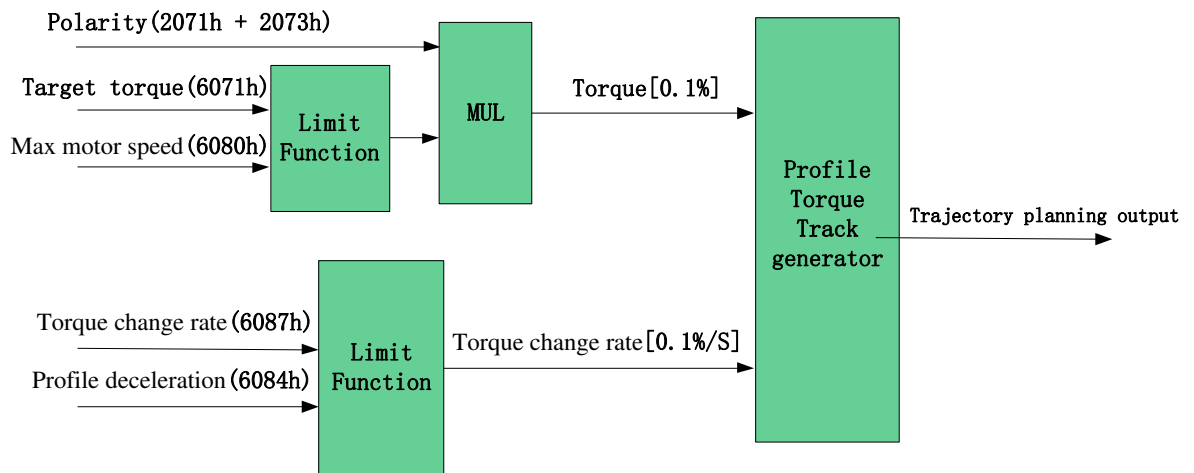 Polarity(2071h + 2073h)
Target torque(6071h)
Max motor speed(6080h)
Limit
Function
MUL
Torque[0.1%]
Profile
Torque
Track
generator
Trajectory planning output
Torque change rate(6087h)
Profile deceleration(6084h)
Limit
Function
Torque change rate[0.1%/S]